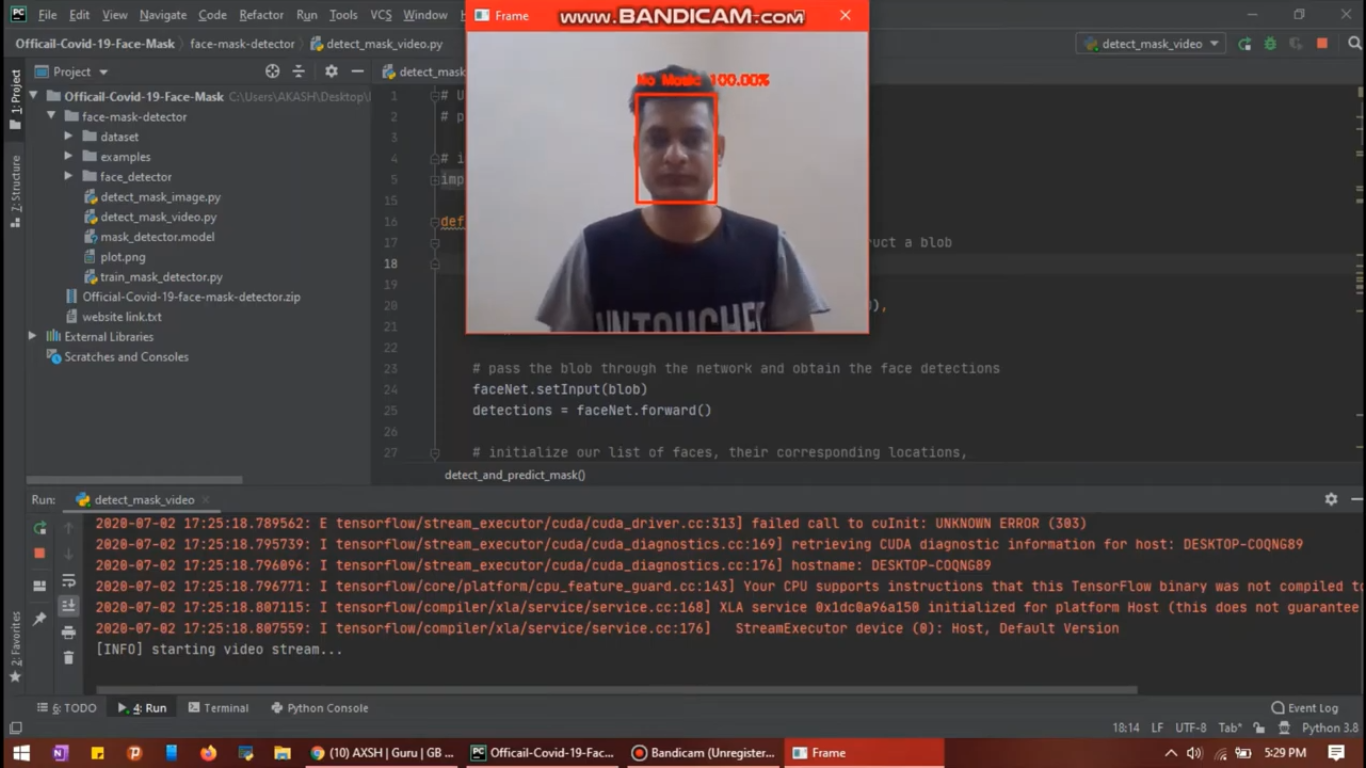 File Edit View Navigate Code Refactor Run Tools VCS Window
Frame
www.BANDICAM.com
Officail-Covid-19-Face-Mask face-mask-detector detect_mask_video.py
detect_mask_video
1: Project
7: Structure
2: Favorites
Project
Officail-Covid-19-Face-Mask C:\Users\AKASH\Desktop\
face-mask-detector
dataset
examples
face_detector
detect_mask_image.py
detect_mask_video.py
mask_detector.model
plot.png
train_mask_detector.py
Official-Covid-19-face-mask-detector.zip
website link.txt
External Libraries
Scratches and Consoles
detect_mask
No Mask: 100.00%
UNTOUCHE
1 # U
2 # p
3
4 # i
5 imp
15
16 def
17 ruct a blob
18
19
20 ),
21
22
23 # pass the blob through the network and obtain the face detections
24 faceNet.setInput(blob)
25 detections = faceNet.forward()
26
27 # initialize our list of faces, their corresponding locations,
detect_and_predict_mask()
Run: detect_mask_video
2020-07-02 17:25:18.789562: E tensorflow/stream_executor/cuda/cuda_driver.cc:313] failed call to cuInit: UNKNOWN ERROR (303)
2020-07-02 17:25:18.795739: I tensorflow/stream_executor/cuda/cuda_diagnostics.cc:169] retrieving CUDA diagnostic information for host: DESKTOP-COQNG89
2020-07-02 17:25:18.796096: I tensorflow/stream_executor/cuda/cuda_diagnostics.cc:176] hostname: DESKTOP-COQNG89
2020-07-02 17:25:18.796771: I tensorflow/core/platform/cpu_feature_guard.cc:143] Your CPU supports instructions that this TensorFlow binary was not compiled to
2020-07-02 17:25:18.807115: I tensorflow/compiler/xla/service/service.cc:168] XLA service 0x1dc0a96a150 initialized for platform Host (this does not guarantee
2020-07-02 17:25:18.807559: I tensorflow/compiler/xla/service/service.cc:176] StreamExecutor device (0): Host, Default Version
[INFO] starting video stream...
6: TODO 4: Run Terminal Python Console Event Log
18:14 LF UTF-8 Tab* Python 3.8
(10) AXSH | Guru | GB ... Officail-Covid-19-Fac... Bandicam (Unregister... Frame 5:29 PM